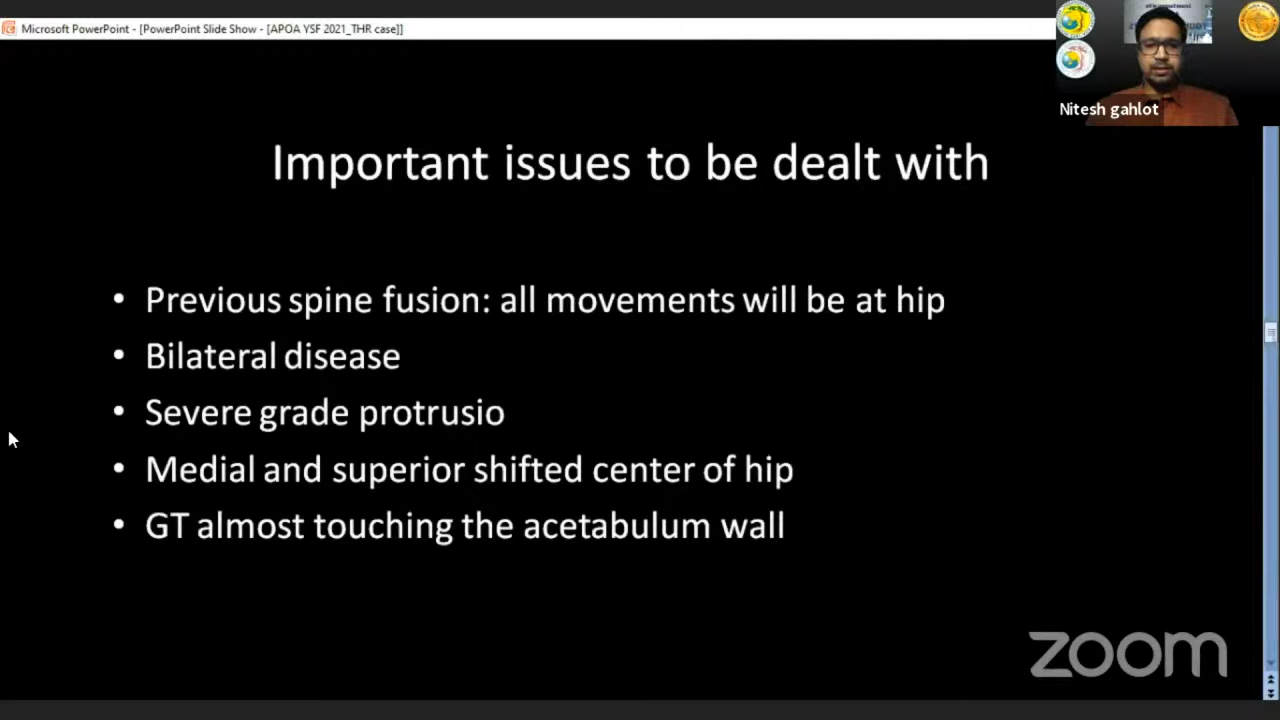 Microsoft PowerPoint - [PowerPoint Slide Show - [APOA YSF 2021_THR case]]
Nitesh gahlot
Important issues to be dealt with
• Previous spine fusion: all movements will be at hip
• Bilateral disease
• Severe grade protrusio
• Medial and superior shifted center of hip
• GT almost touching the acetabulum wall
zoom